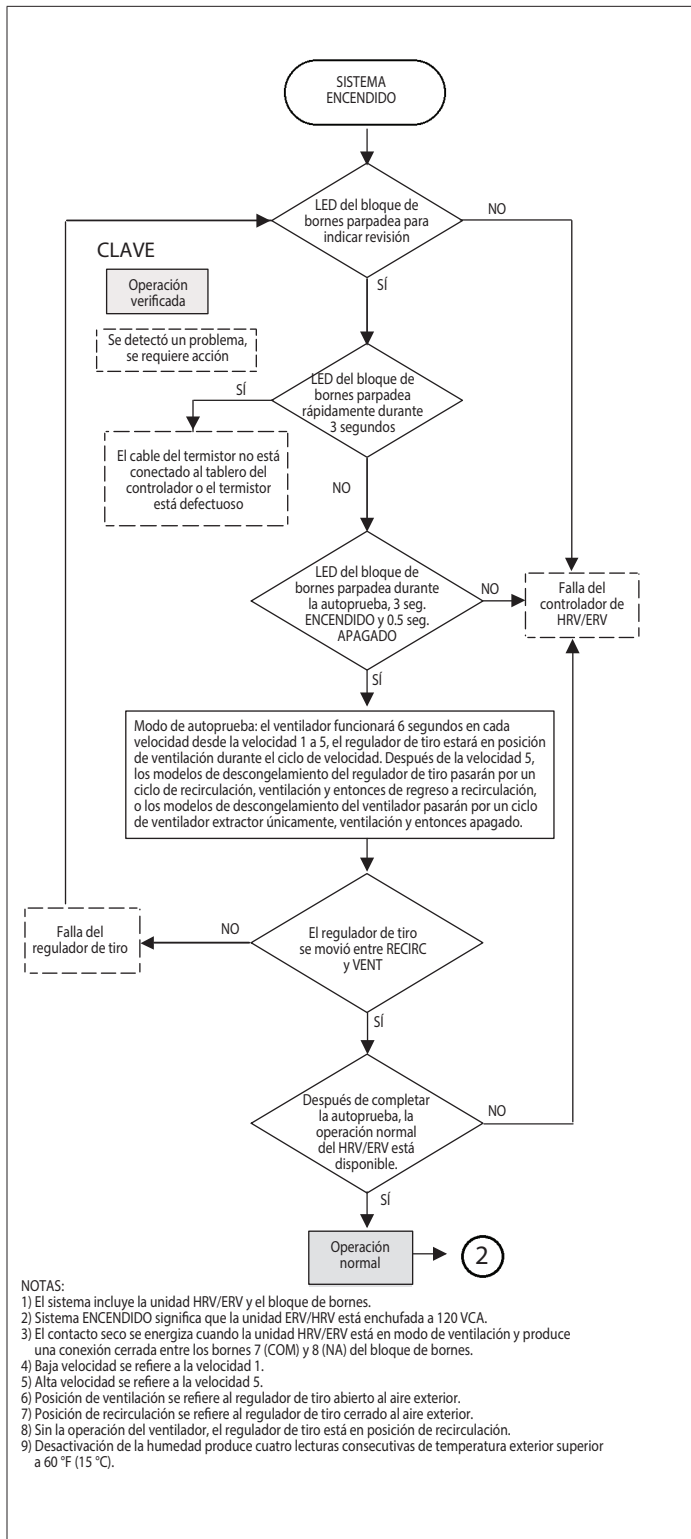 SISTEMA
ENCENDIDO
LED del bloque de
bornes parpadea para
indicar revisión
NO
SÍ
CLAVE
Operación
verificada
Se detectó un problema,
se requiere acción
LED del bloque de
bornes parpadea
rápidamente durante
3 segundos
SÍ
NO
El cable del termistor no está
conectado al tablero del
controlador o el termistor
está defectuoso
LED del bloque de
bornes parpadea durante
la autoprueba, 3 seg.
ENCENDIDO y 0.5 seg.
APAGADO
NO
SÍ
Falla del
controlador de
HRV/ERV
Modo de autoprueba: el ventilador funcionará 6 segundos en cada
velocidad desde la velocidad 1 a 5, el regulador de tiro estará en posición
de ventilación durante el ciclo de velocidad. Después de la velocidad 5,
los modelos de descongelamiento del regulador de tiro pasarán por un
ciclo de recirculación, ventilación y entonces de regreso a recirculación,
o los modelos de descongelamiento del ventilador pasarán por un ciclo
de ventilador extractor únicamente, ventilación y entonces apagado.
El regulador de tiro
se movió entre RECIRC
y VENT
NO
SÍ
Falla del
regulador de tiro
Después de completar
la autoprueba, la
operación normal
del HRV/ERV está
disponible.
NO
SÍ
Operación
normal
2
NOTAS:
1) El sistema incluye la unidad HRV/ERV y el bloque de bornes.
2) Sistema ENCENDIDO significa que la unidad ERV/HRV está enchufada a 120 VCA.
3) El contacto seco se energiza cuando la unidad HRV/ERV está en modo de ventilación y produce
una conexión cerrada entre los bornes 7 (COM) y 8 (NA) del bloque de bornes.
4) Baja velocidad se refiere a la velocidad 1.
5) Alta velocidad se refiere a la velocidad 5.
6) Posición de ventilación se refiere al regulador de tiro abierto al aire exterior.
7) Posición de recirculación se refiere al regulador de tiro cerrado al aire exterior.
8) Sin la operación del ventilador, el regulador de tiro está en posición de recirculación.
9) Desactivación de la humedad produce cuatro lecturas consecutivas de temperatura exterior superior
a 60 °F (15 °C).